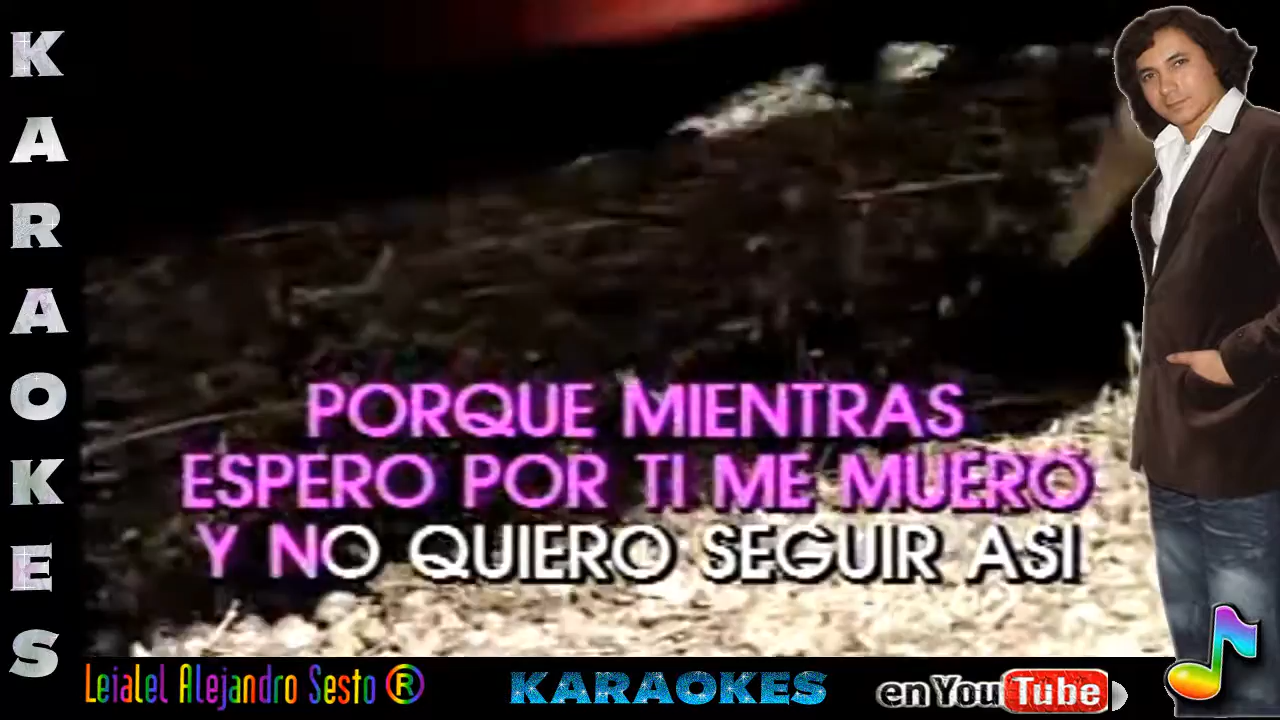 KARAOKES
PORQUE MIENTRAS
ESPERO POR TI ME MUERO
Y NO QUIERO SEGUIR ASI
Leialel Alejandro Sesto ®
KARAOKES
en YouTube